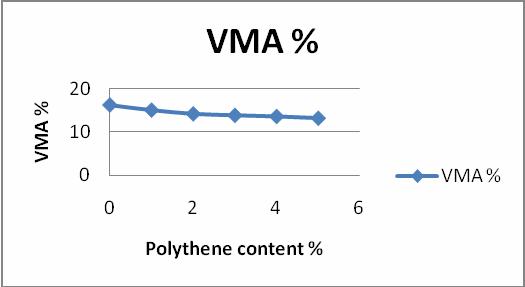 VMA %
20
10
0
VMA %
0 2 4 6
Polythene content %
VMA %